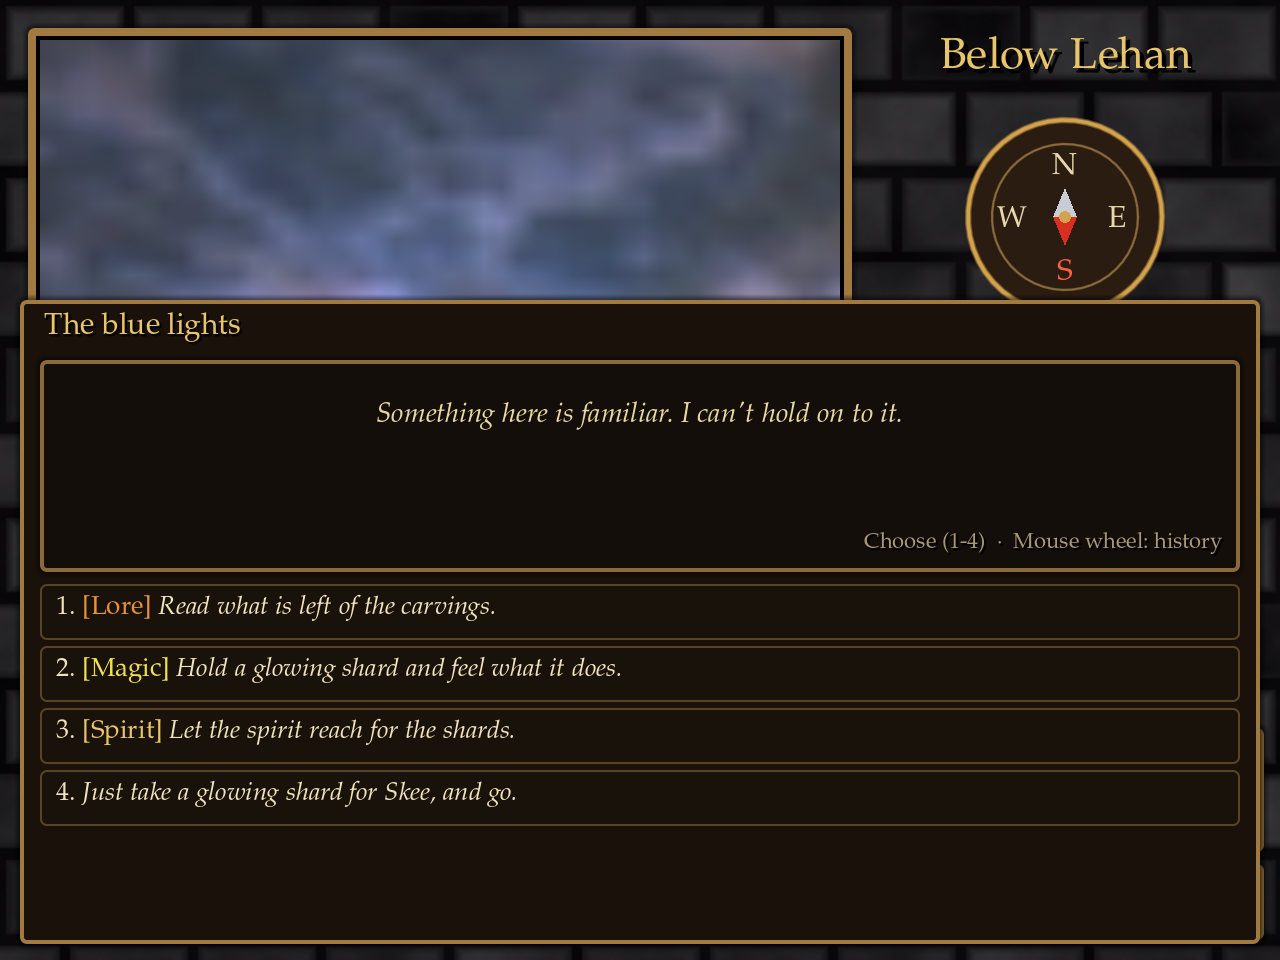 Below Lehan
N
W E
S
The blue lights
Something here is familiar. I can't hold on to it.
Choose (1-4) · Mouse wheel: history
1. [Lore] Read what is left of the carvings.
2. [Magic] Hold a glowing shard and feel what it does.
3. [Spirit] Let the spirit reach for the shards.
4. Just take a glowing shard for Skee, and go.